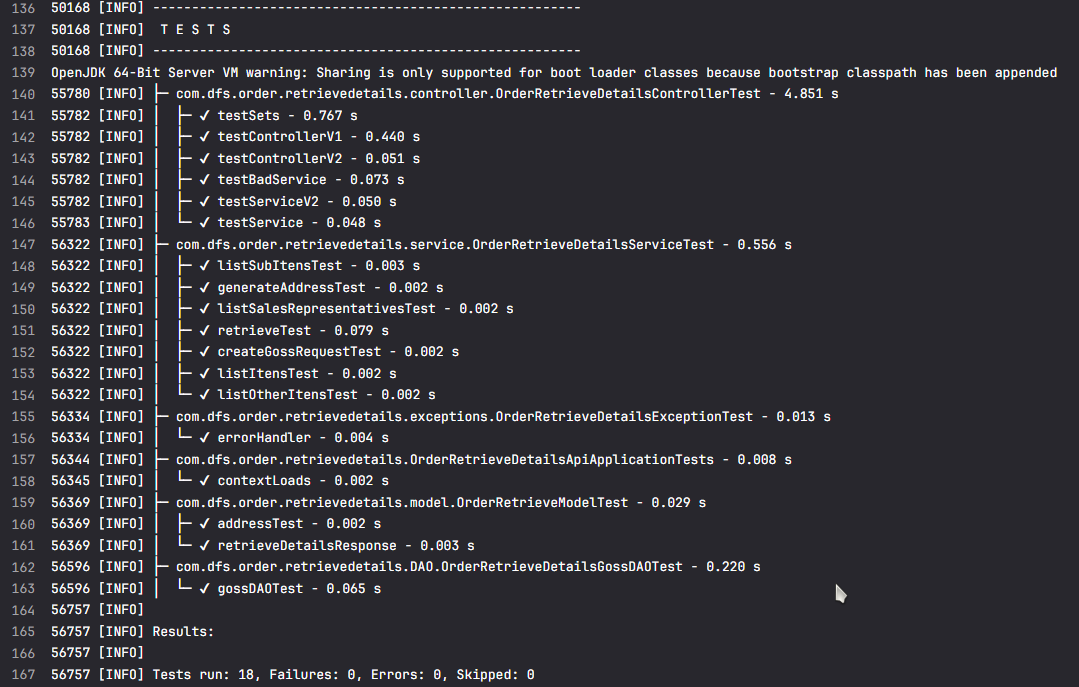 136 50168 [INFO] -------------------------------------------------------
137 50168 [INFO]  T E S T S
138 50168 [INFO] -------------------------------------------------------
139 OpenJDK 64-Bit Server VM warning: Sharing is only supported for boot loader classes because bootstrap classpath has been appended
140 55780 [INFO] ├─ com.dfs.order.retrievedetails.controller.OrderRetrieveDetailsControllerTest - 4.851 s
141 55782 [INFO] │  ├─ ✔ testSets - 0.767 s
142 55782 [INFO] │  ├─ ✔ testControllerV1 - 0.440 s
143 55782 [INFO] │  ├─ ✔ testControllerV2 - 0.051 s
144 55782 [INFO] │  ├─ ✔ testBadService - 0.073 s
145 55782 [INFO] │  ├─ ✔ testServiceV2 - 0.050 s
146 55783 [INFO] │  └─ ✔ testService - 0.048 s
147 56322 [INFO] ├─ com.dfs.order.retrievedetails.service.OrderRetrieveDetailsServiceTest - 0.556 s
148 56322 [INFO] │  ├─ ✔ listSubItensTest - 0.003 s
149 56322 [INFO] │  ├─ ✔ generateAddressTest - 0.002 s
150 56322 [INFO] │  ├─ ✔ listSalesRepresentativesTest - 0.002 s
151 56322 [INFO] │  ├─ ✔ retrieveTest - 0.079 s
152 56322 [INFO] │  ├─ ✔ createGossRequestTest - 0.002 s
153 56322 [INFO] │  ├─ ✔ listItensTest - 0.002 s
154 56322 [INFO] │  └─ ✔ listOtherItensTest - 0.002 s
155 56334 [INFO] ├─ com.dfs.order.retrievedetails.exceptions.OrderRetrieveDetailsExceptionTest - 0.013 s
156 56334 [INFO] │  └─ ✔ errorHandler - 0.004 s
157 56344 [INFO] ├─ com.dfs.order.retrievedetails.OrderRetrieveDetailsApiApplicationTests - 0.008 s
158 56345 [INFO] │  └─ ✔ contextLoads - 0.002 s
159 56369 [INFO] ├─ com.dfs.order.retrievedetails.model.OrderRetrieveModelTest - 0.029 s
160 56369 [INFO] │  ├─ ✔ addressTest - 0.002 s
161 56369 [INFO] │  └─ ✔ retrieveDetailsResponse - 0.003 s
162 56596 [INFO] ├─ com.dfs.order.retrievedetails.DAO.OrderRetrieveDetailsGossDAOTest - 0.220 s
163 56596 [INFO] │  └─ ✔ gossDAOTest - 0.065 s
164 56757 [INFO]
165 56757 [INFO] Results:
166 56757 [INFO]
167 56757 [INFO] Tests run: 18, Failures: 0, Errors: 0, Skipped: 0